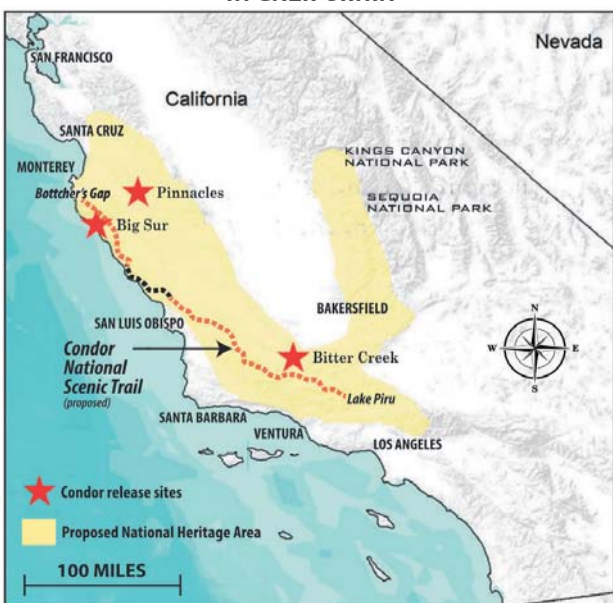 Nevada
SAN FRANCISCO
California
SANTA CRUZ
KINGS CANYON
NATIONAL PARK
MONTEREY
Bottcher's Gap
Pinnacles
SEQUOIA
NATIONAL PARK
Big Sur
BAKERSFIELD
SAN LUIS OBISPO
N
W
E
S
Condor
National
Scenic Trail
(proposed)
Bitter Creek
Lake Piru
SANTA BARBARA
VENTURA
LOS ANGELES
Condor release sites
Proposed National Heritage Area
100 MILES